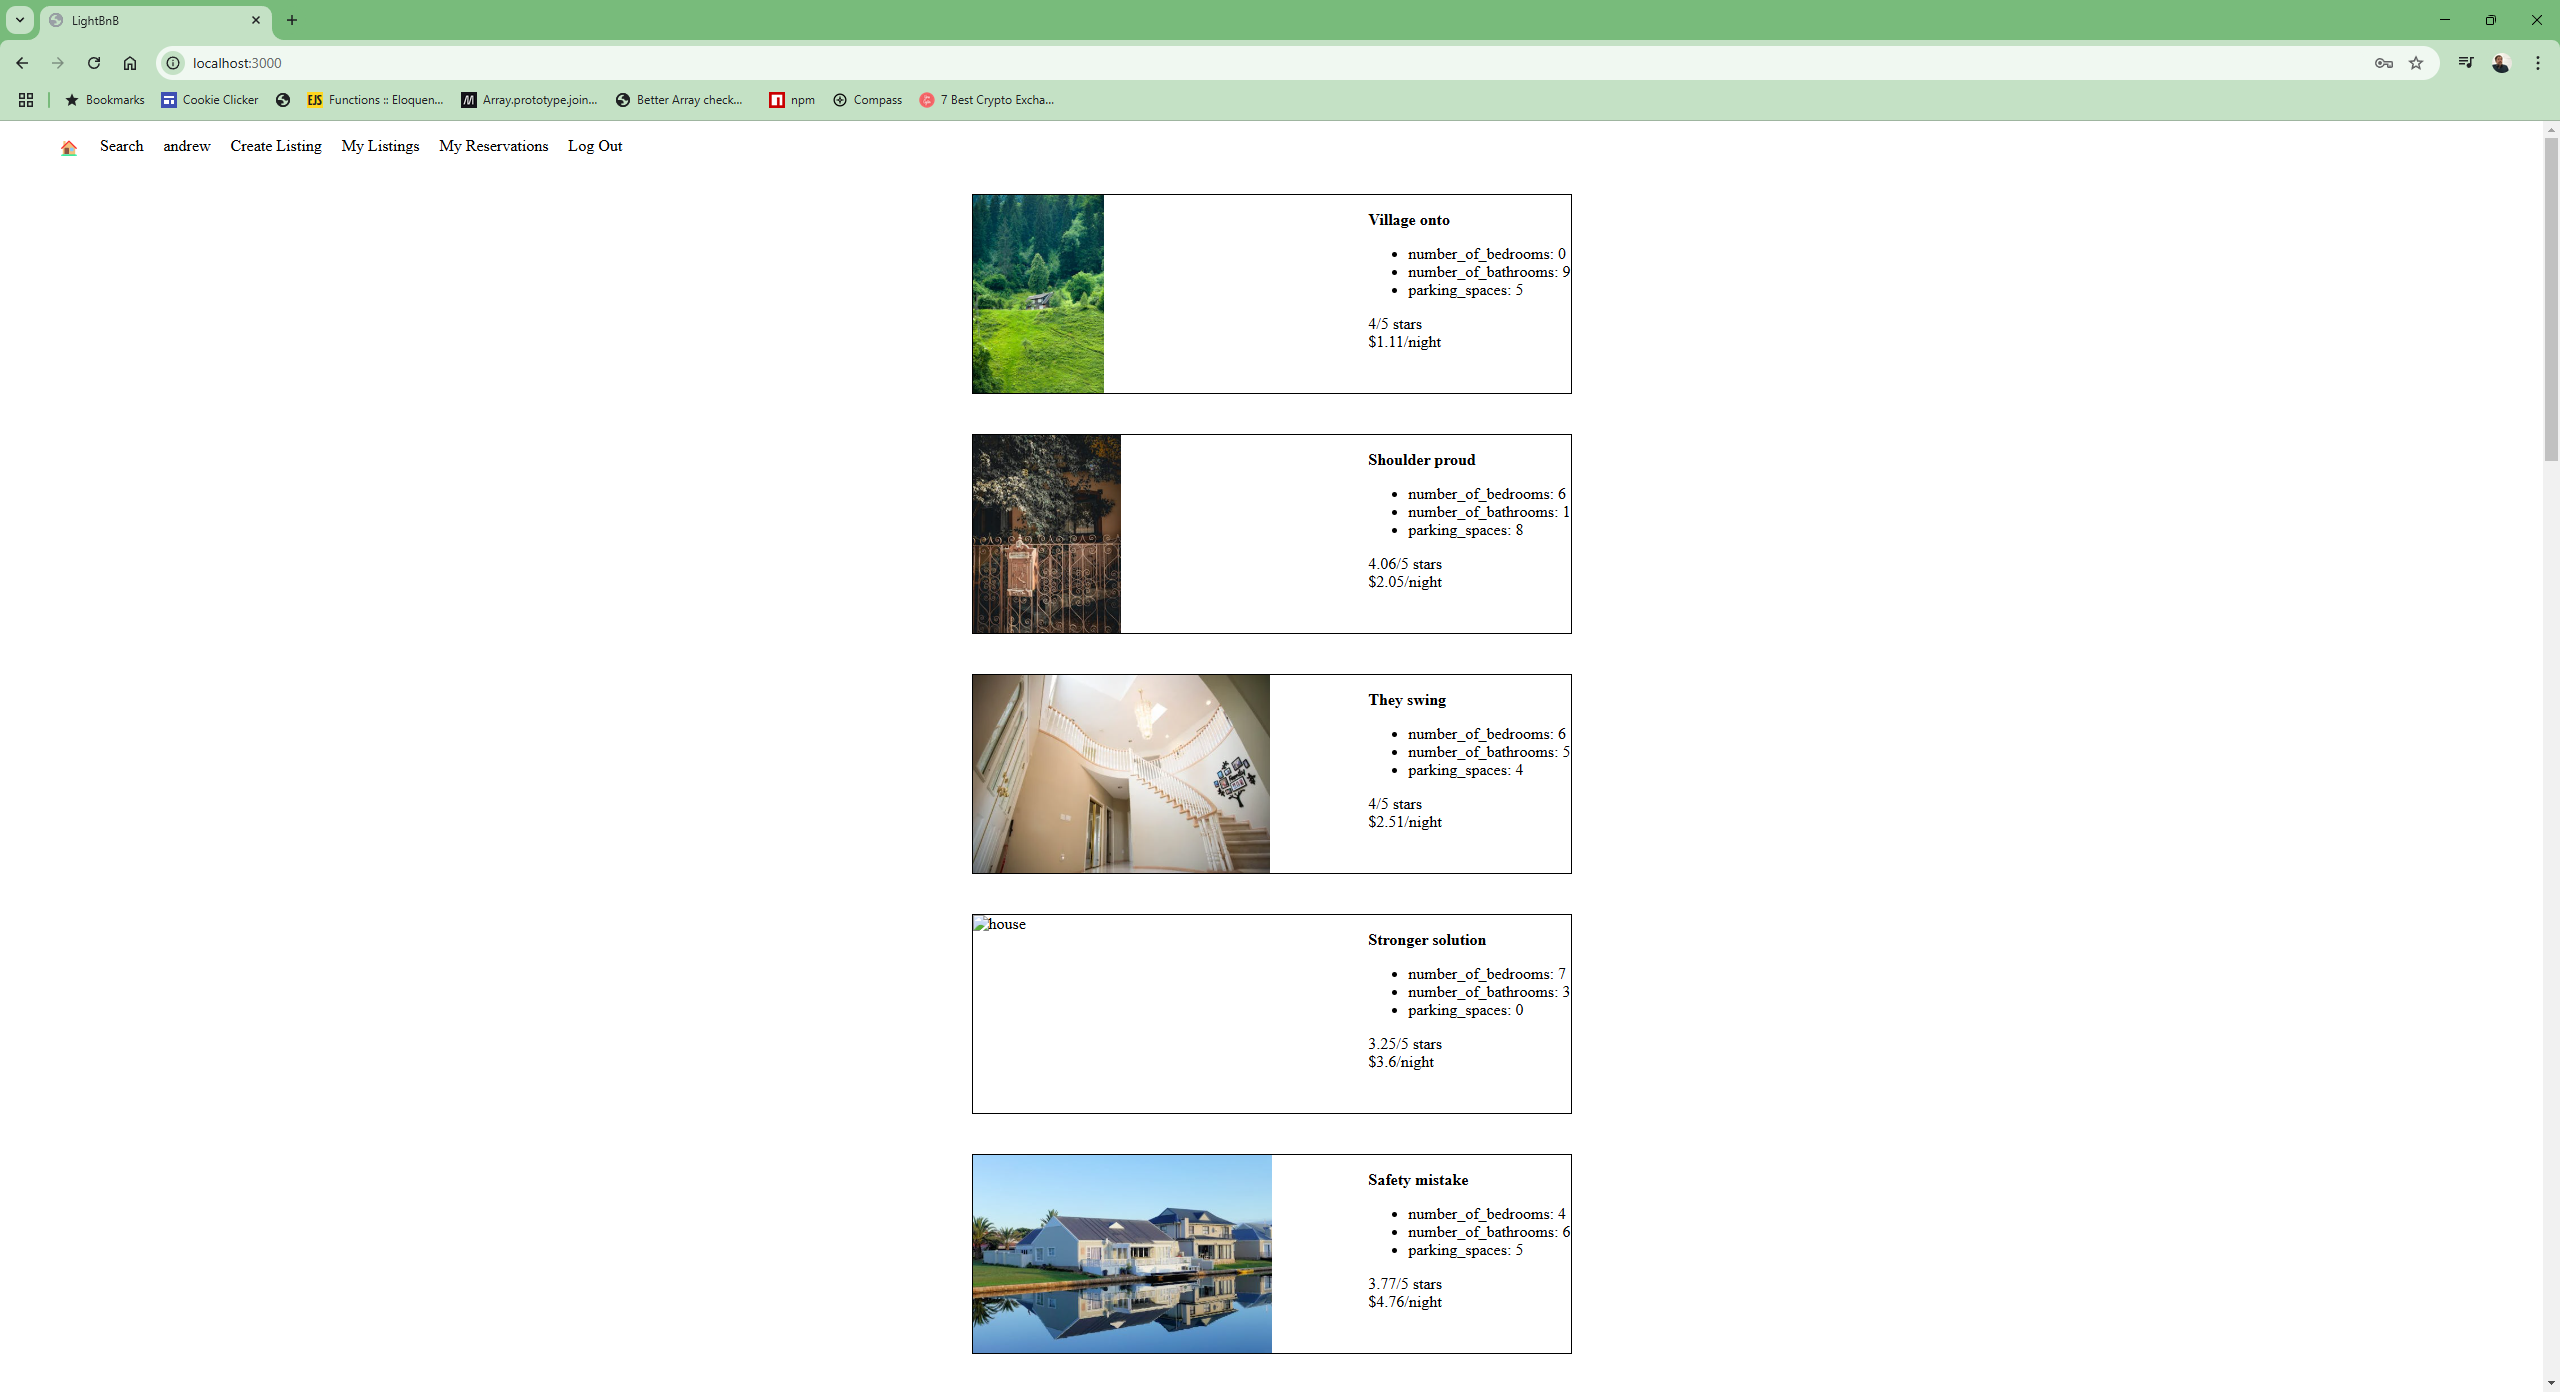 LightBnB
localhost:3000
Bookmarks Cookie Clicker EJS Functions :: Eloquen... M Array.prototype.join... Better Array check... npm Compass 7 Best Crypto Excha...
Search andrew Create Listing My Listings My Reservations Log Out
Village onto
number_of_bedrooms: 0
number_of_bathrooms: 9
parking_spaces: 5
4/5 stars
$1.11/night
Shoulder proud
number_of_bedrooms: 6
number_of_bathrooms: 1
parking_spaces: 8
4.06/5 stars
$2.05/night
They swing
number_of_bedrooms: 6
number_of_bathrooms: 5
parking_spaces: 4
4/5 stars
$2.51/night
house
Stronger solution
number_of_bedrooms: 7
number_of_bathrooms: 3
parking_spaces: 0
3.25/5 stars
$3.6/night
Safety mistake
number_of_bedrooms: 4
number_of_bathrooms: 6
parking_spaces: 5
3.77/5 stars
$4.76/night